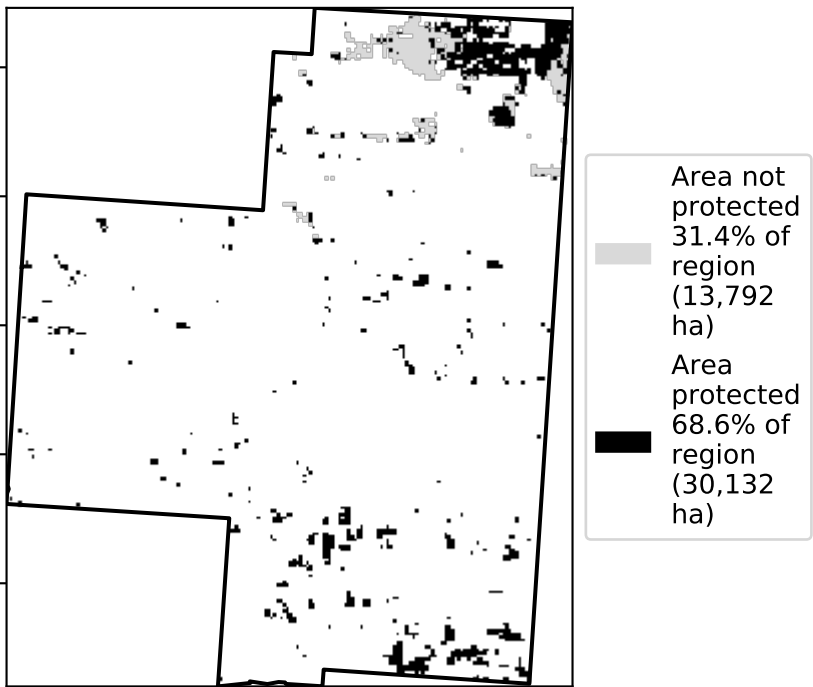 Area not
protected
31.4% of
region
(13,792
ha)
Area
protected
68.6% of
region
(30,132
ha)